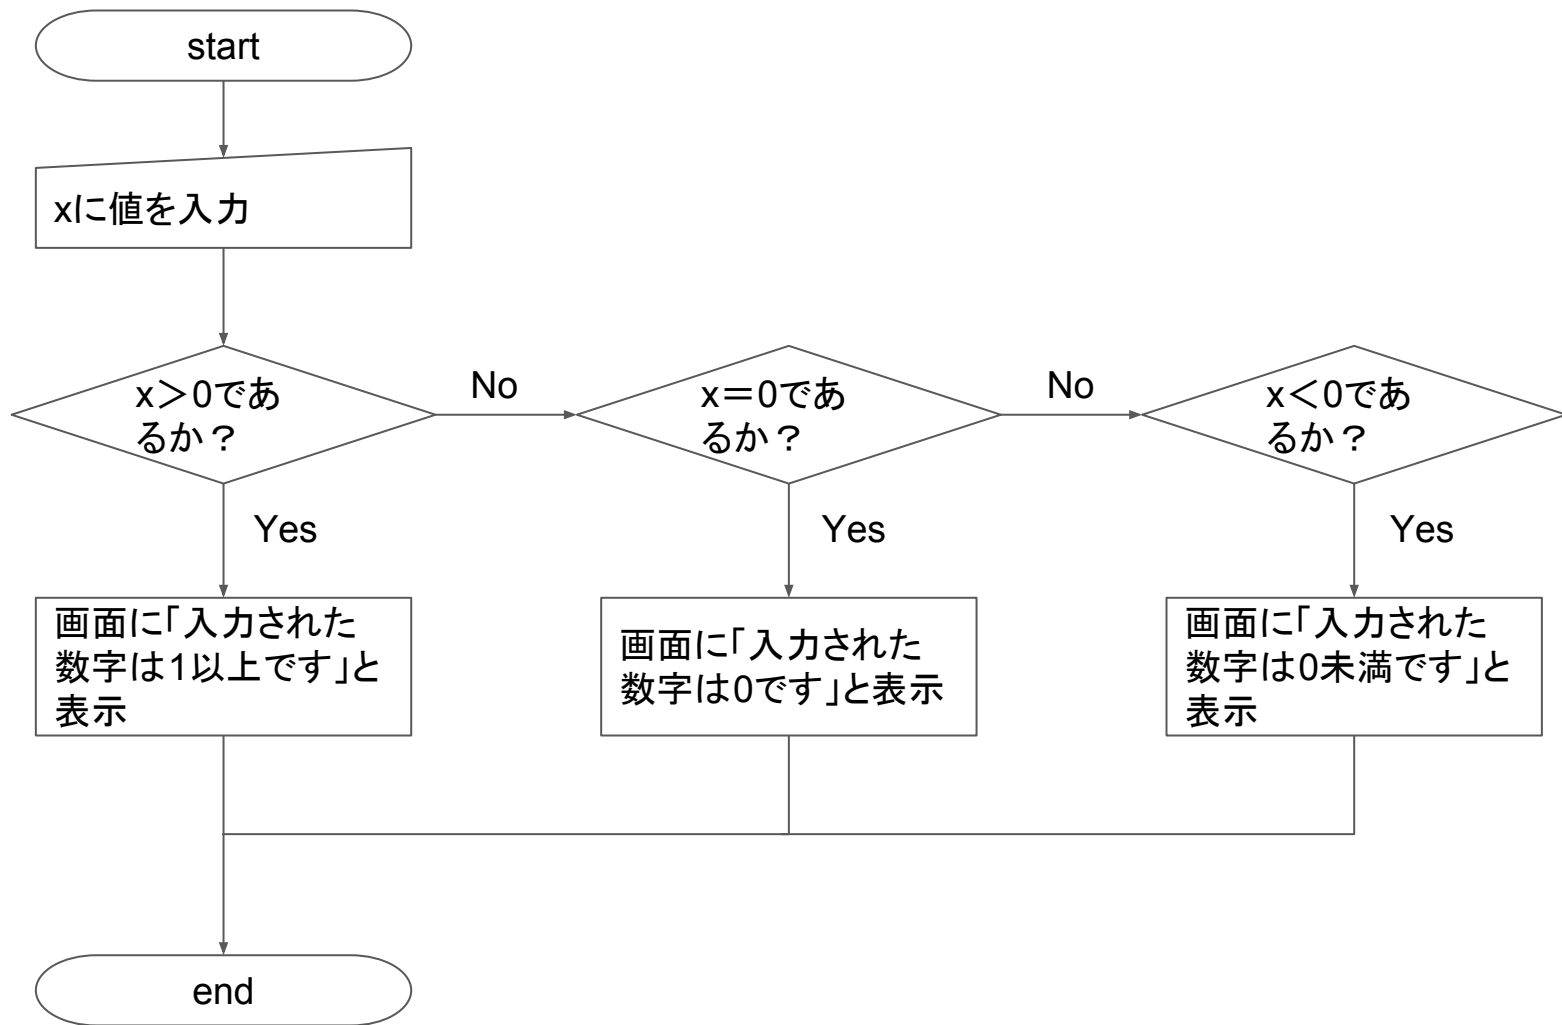 start
xに値を入力
x＞0であ
るか？
No
x＝0であ
るか？
No
x＜0であ
るか？
Yes
Yes
Yes
画面に「入力された
数字は1以上です」と
表示
画面に「入力された
数字は0です」と表示
画面に「入力された
数字は0未満です」と
表示
end